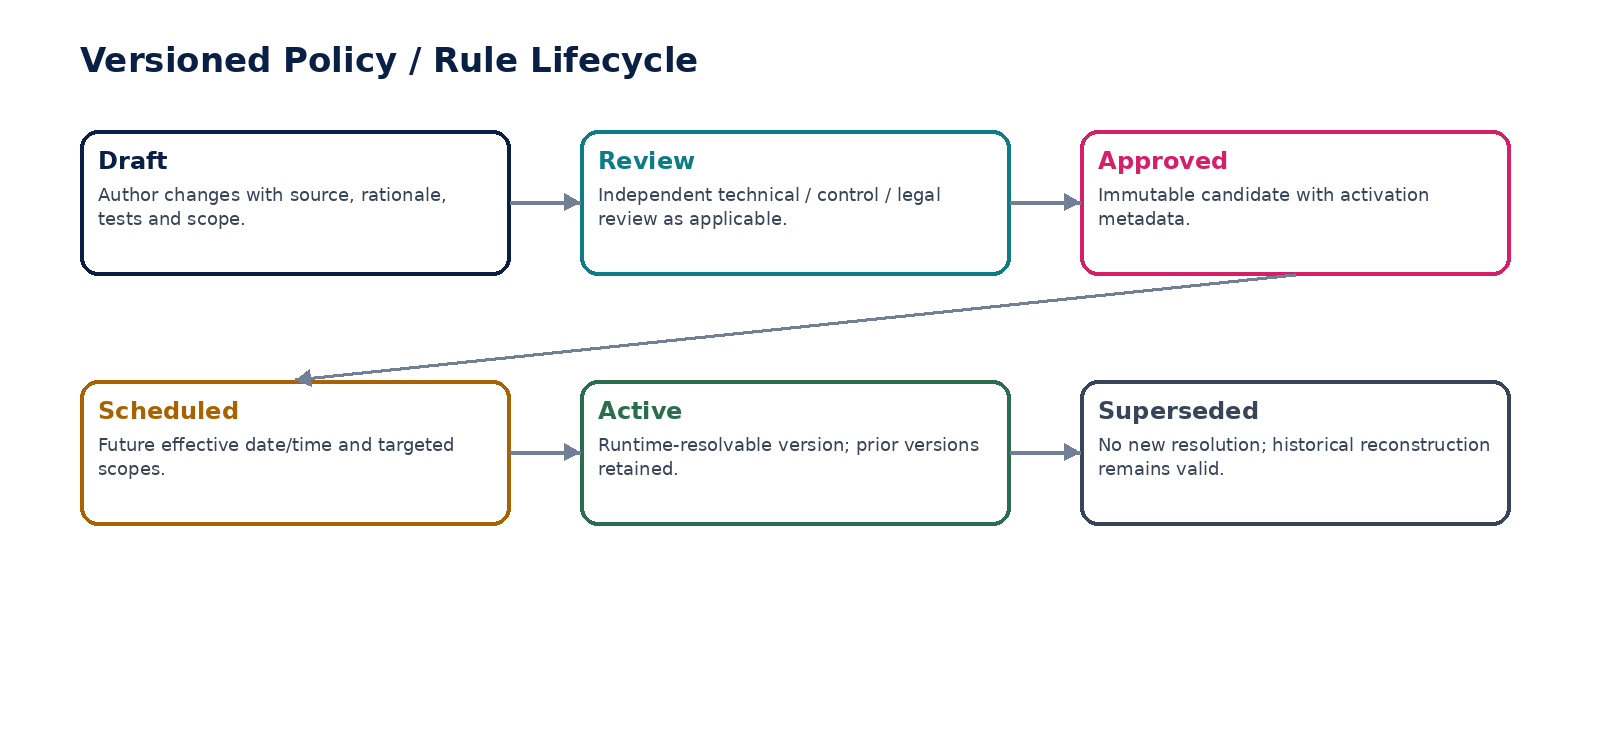 Versioned Policy / Rule Lifecycle
Draft
Author changes with source, rationale,
tests and scope.
Review
Independent technical / control / legal
review as applicable.
Approved
Immutable candidate with activation
metadata.
Scheduled
Future effective date/time and targeted
scopes.
Active
Runtime-resolvable version; prior versions
retained.
Superseded
No new resolution; historical reconstruction
remains valid.